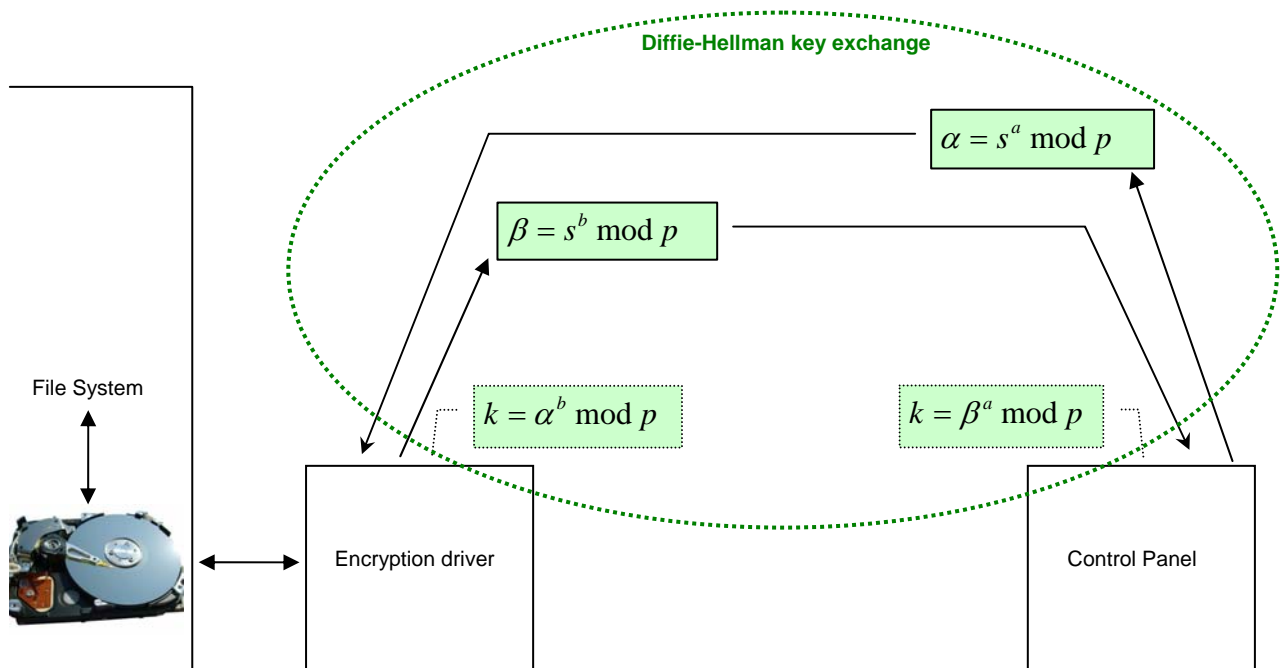 Diffie-Hellman key exchange
α = s^a mod p
β = s^b mod p
File System
k = α^b mod p
k = β^a mod p
Encryption driver
Control Panel